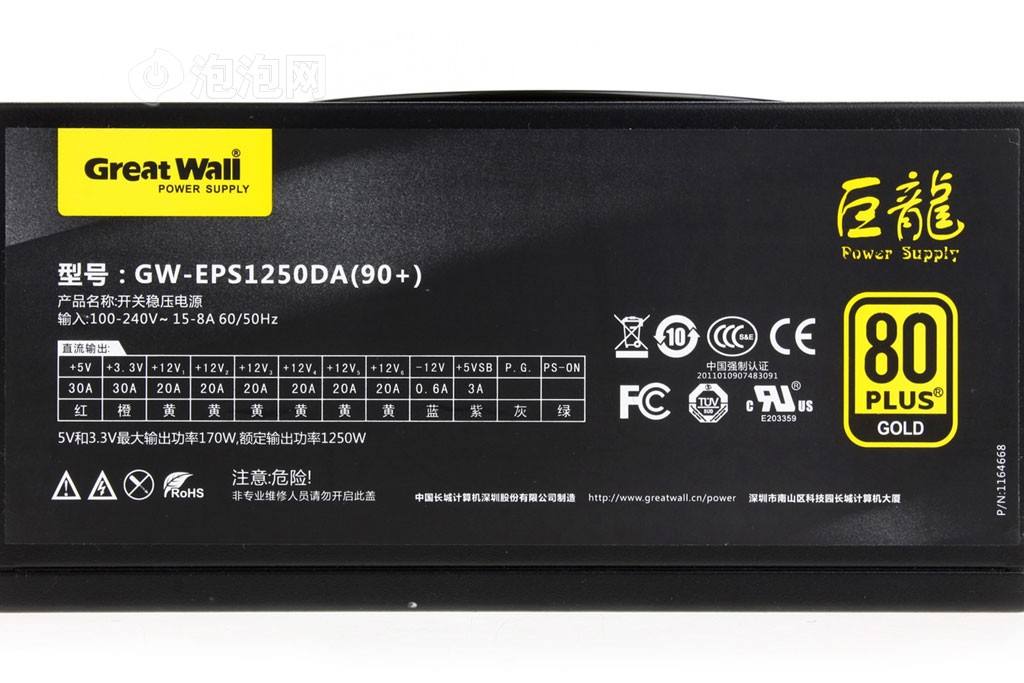 泡泡网
Great Wall®
POWER SUPPLY
巨龍
Power Supply
型号：GW-EPS1250DA(90+)
产品名称:开关稳压电源
输入:100-240V~ 15-8A 60/50Hz
直流输出:
+5V +3.3V +12V₁ +12V₂ +12V₃ +12V₄ +12V₅ +12V₆ -12V +5VSB P.G. PS-ON
30A 30A 20A 20A 20A 20A 20A 20A 0.6A 3A
红 橙 黄 黄 黄 黄 黄 黄 蓝 紫 灰 绿
5V和3.3V最大输出功率170W,额定输出功率1250W
10
CCC S&E
CE
中国强制认证
2011010907483091
FC
TÜV
SÜD
c RU® US
E203359
80
PLUS®
GOLD
RoHS
注意:危险!
非专业维修人员请勿开启此盖
中国长城计算机深圳股份有限公司制造 http://www.greatwall.cn/power 深圳市南山区科技园长城计算机大厦
P/N:1164668